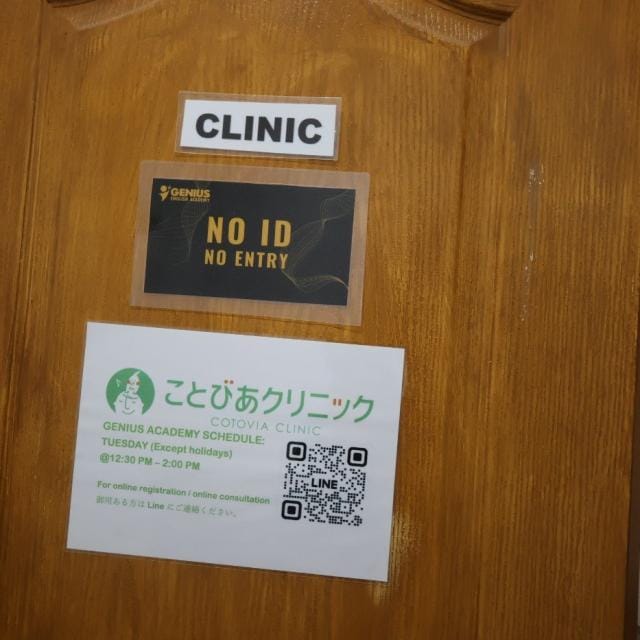 CLINIC
GENIUS
ENGLISH ACADEMY
NO ID
NO ENTRY
ことびあクリニック
COTOVIA CLINIC
GENIUS ACADEMY SCHEDULE:
TUESDAY (Except holidays)
@12:30 PM – 2:00 PM
LINE
For online registration / online consultation
御用ある方は Line にご連絡ください。